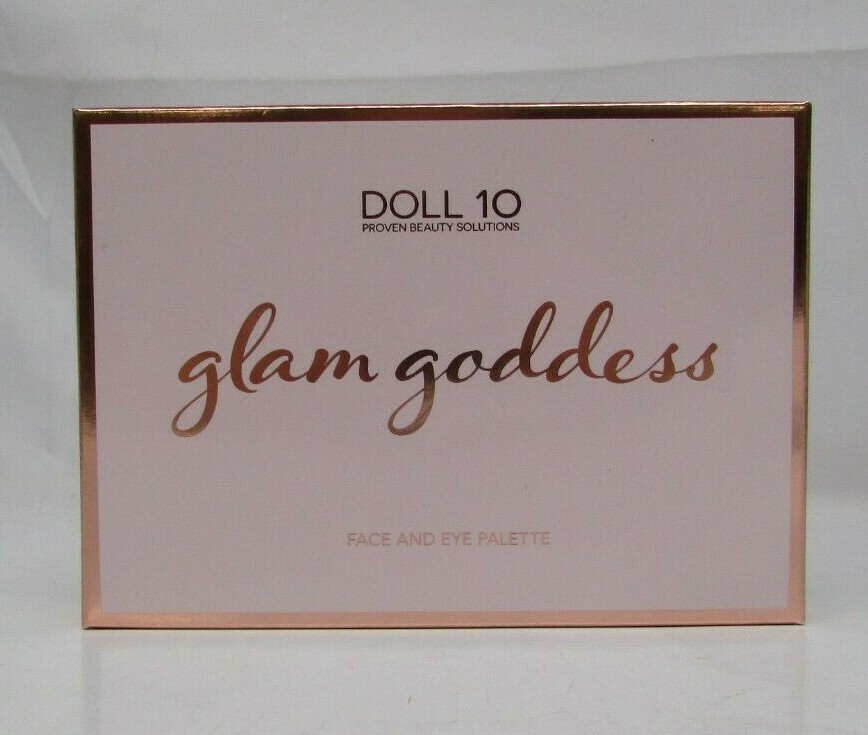 DOLL 10
PROVEN BEAUTY SOLUTIONS
glam goddess
FACE AND EYE PALETTE